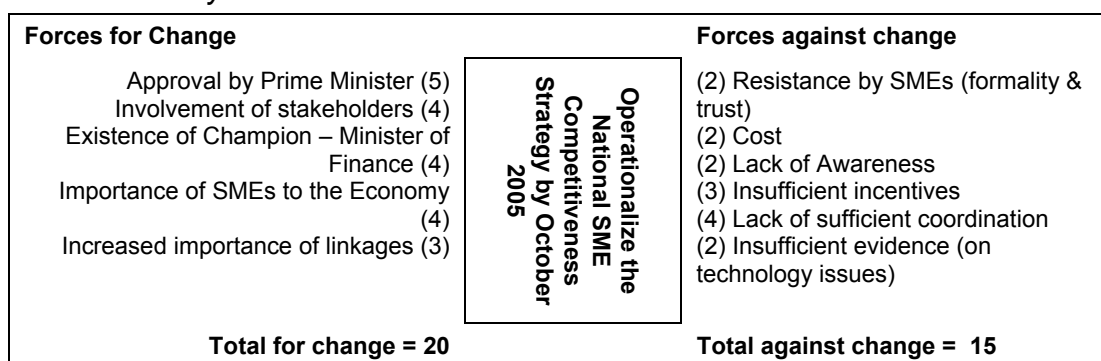 Forces for Change
Approval by Prime Minister (5)
Involvement of stakeholders (4)
Existence of Champion – Minister of
Finance (4)
Importance of SMEs to the Economy
(4)
Increased importance of linkages (3)
Total for change = 20
Operationalize the
National SME
Competitiveness
Strategy by October
2005
Forces against change
(2) Resistance by SMEs (formality &
trust)
(2) Cost
(2) Lack of Awareness
(3) Insufficient incentives
(4) Lack of sufficient coordination
(2) Insufficient evidence (on
technology issues)
Total against change = 15